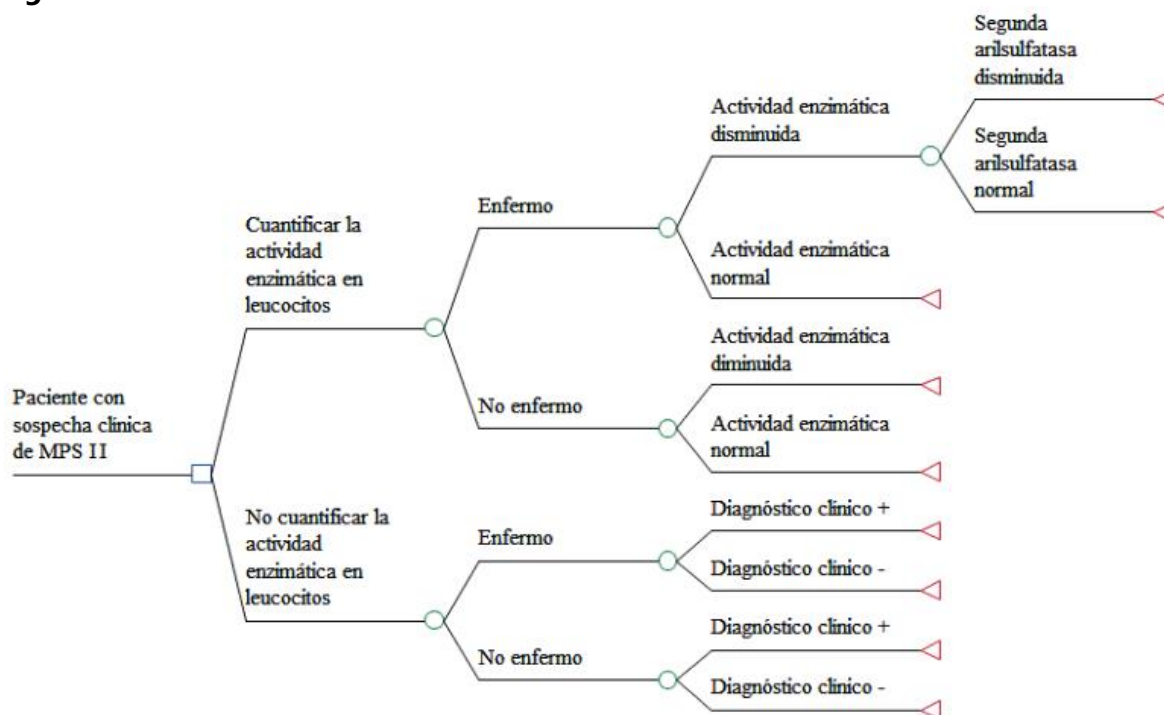 Segunda
arilsulfatasa
disminuida
Actividad enzimática
disminuida
Segunda
arilsulfatasa
normal
Enfermo
Cuantificar la
actividad
enzimática en
leucocitos
Actividad enzimática
normal
Actividad enzimática
diminuida
Paciente con
sospecha clínica
de MPS II
No enfermo
Actividad enzimática
normal
No cuantificar la
actividad
enzimática en
leucocitos
Enfermo
Diagnóstico clínico +
Diagnóstico clínico -
No enfermo
Diagnóstico clínico +
Diagnóstico clínico -